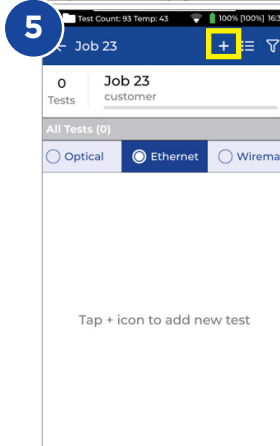 5
Test Count: 93 Temp: 43 100% [100%] 16:3
← Job 23 +
0 Job 23
Tests customer
All Tests (0)
Optical Ethernet Wirema
Tap + icon to add new test